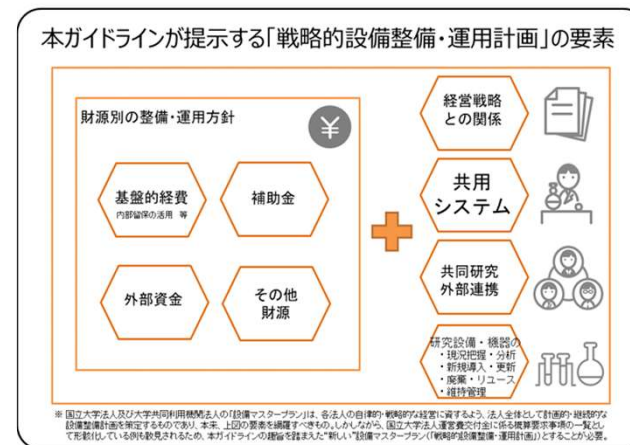 本ガイドラインが提示する「戦略的設備整備・運用計画」の要素
財源別の整備・運用方針
¥
基盤的経費
内部留保の活用 等
補助金
外部資金
その他
財源
経営戦略
との関係
共用
システム
共同研究
外部連携
研究設備・機器の
・現況把握・分析
・新規導入・更新
・廃棄・リユース
・維持管理
※ 国立大学法人及び大学共同利用機関法人の「設備マスタープラン」は、各法人の自律的・戦略的な経営に資するよう、法人全体として計画的・継続的な
設備整備計画を策定するものであり、本来、上図の要素を網羅すべきもの。しかしながら、国立大学法人運営費交付金に係る概算要求事項の一覧とし
て形骸化している例も散見されるため、本ガイドラインの趣旨を踏まえた“新しい”設備マスタープラン(「戦略的設備整備・運用計画」)とすることが必要。